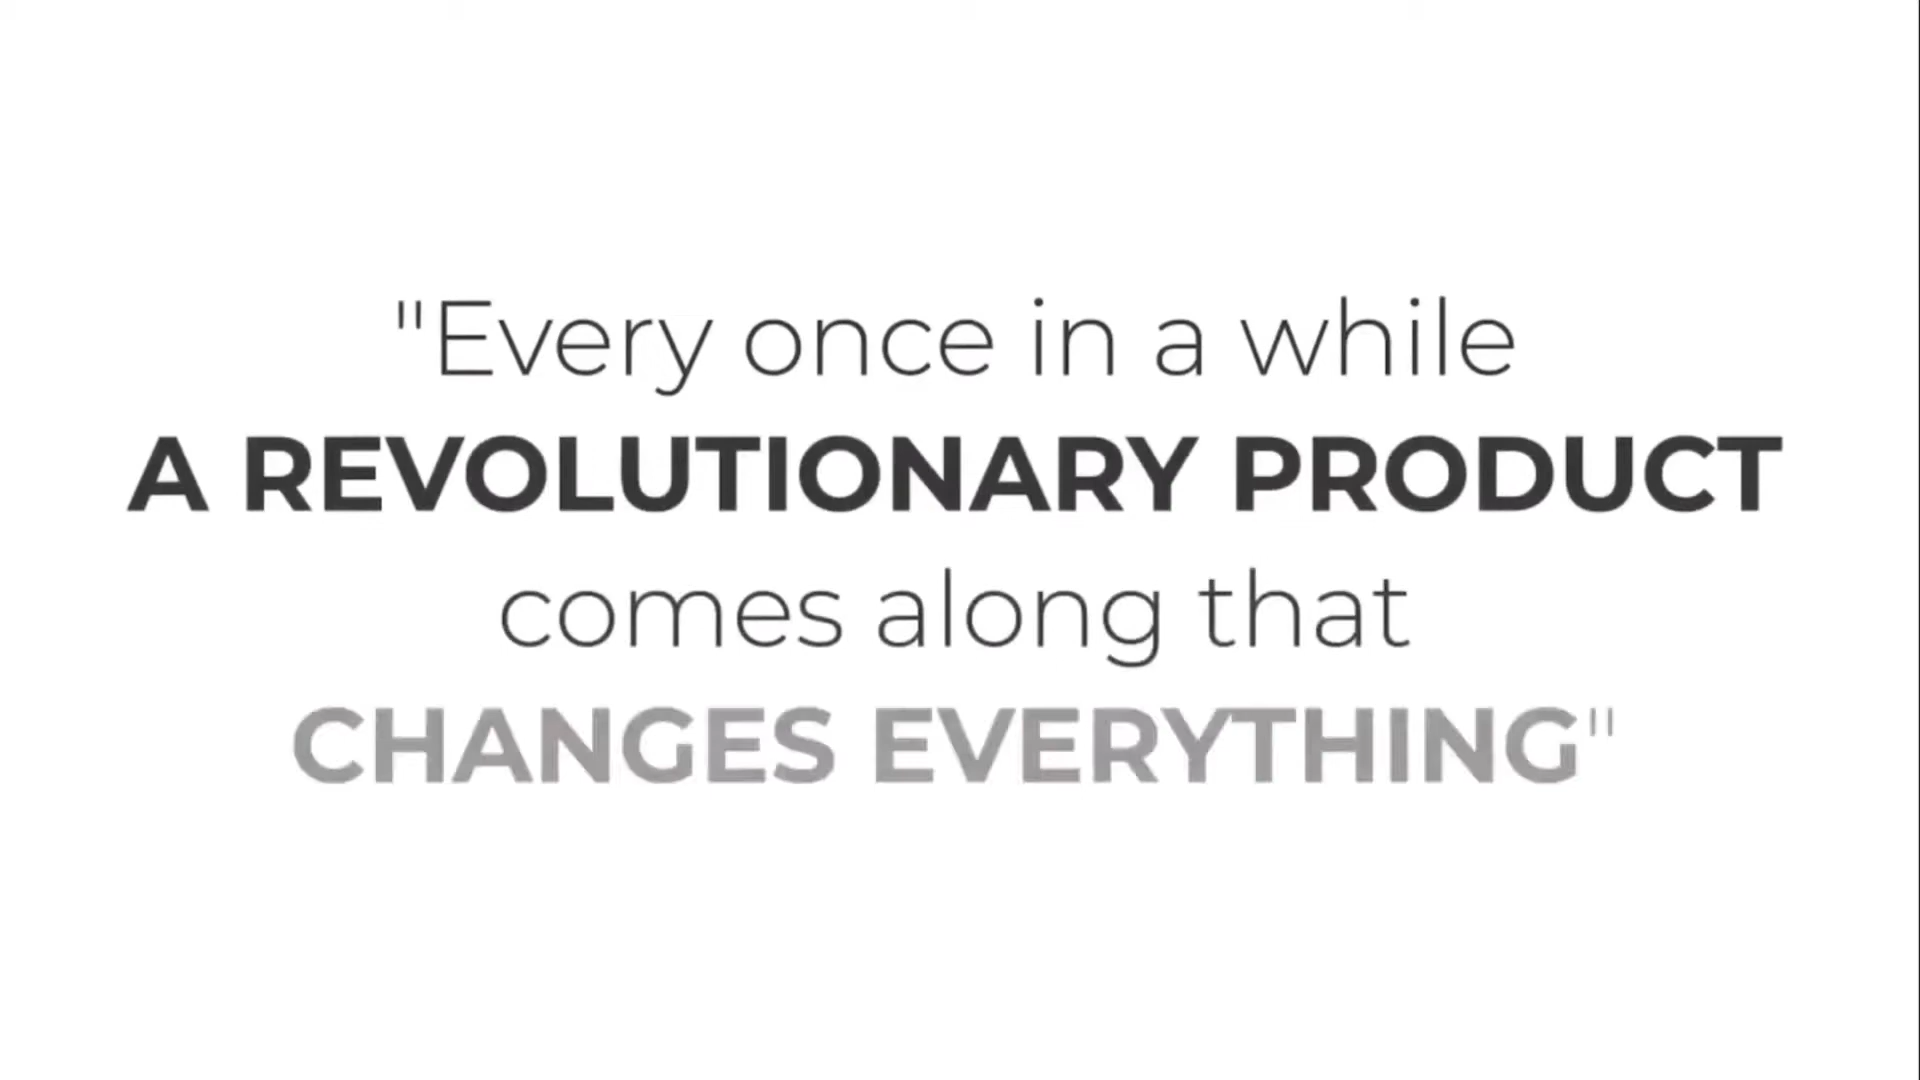 "Every once in a while
A REVOLUTIONARY PRODUCT
comes along that
CHANGES EVERYTHING"